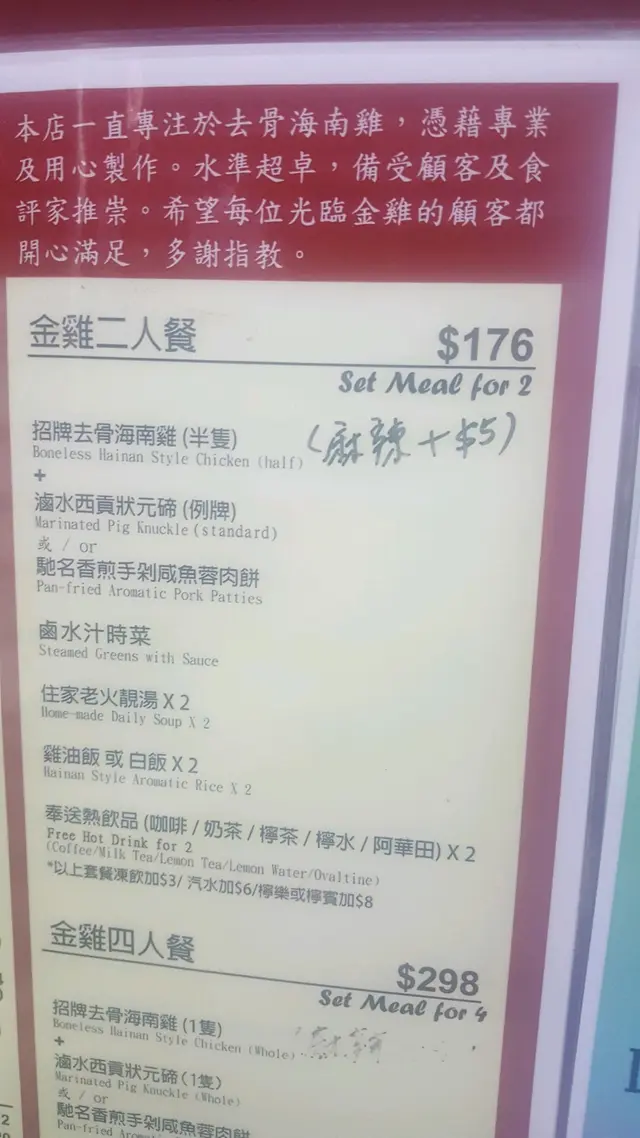 本店一直專注於去骨海南雞，憑藉專業
及用心製作。水準超卓，備受顧客及食
評家推崇。希望每位光臨金雞的顧客都
開心滿足，多謝指教。
金雞二人餐 $176
Set Meal for 2
招牌去骨海南雞 (半隻) (麻辣+$5)
Boneless Hainan Style Chicken (half)
+
滷水西貢狀元碲 (例牌)
Marinated Pig Knuckle (standard)
或 / or
馳名香煎手剁咸魚蓉肉餅
Pan-fried Aromatic Pork Patties
鹵水汁時菜
Steamed Greens with Sauce
住家老火靚湯 X 2
Home-made Daily Soup X 2
雞油飯 或 白飯 X 2
Hainan Style Aromatic Rice X 2
奉送熱飲品 (咖啡 / 奶茶 / 檸茶 / 檸水 / 阿華田) X 2
Free Hot Drink for 2
(Coffee/Milk Tea/Lemon Tea/Lemon Water/Ovaltine)
*以上套餐凍飲加$3/ 汽水加$6/檸樂或檸賓加$8
金雞四人餐 $298
Set Meal for 4
招牌去骨海南雞 (1隻)
Boneless Hainan Style Chicken (Whole)
+
滷水西貢狀元碲 (1隻)
Marinated Pig Knuckle (Whole)
或 / or
馳名香煎手剁咸魚蓉肉餅
Pan-fried